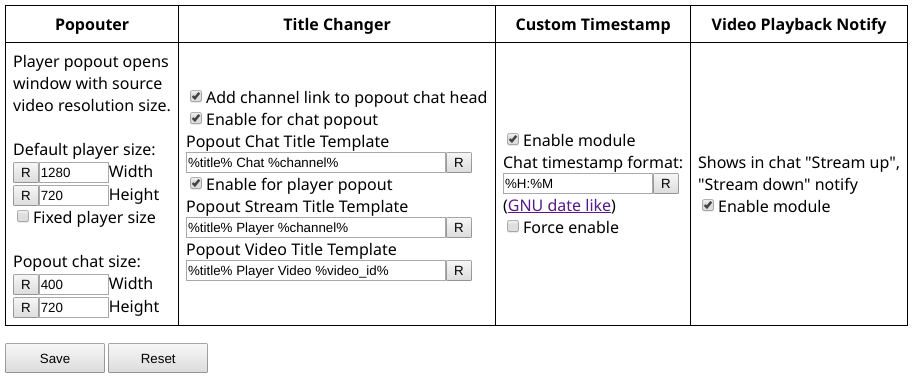 Popouter
Player popout opens
window with source
video resolution size.
Default player size:
R 1280 Width
R 720 Height
Fixed player size
Popout chat size:
R 400 Width
R 720 Height
Title Changer
Add channel link to popout chat head
Enable for chat popout
Popout Chat Title Template
%title% Chat %channel% R
Enable for player popout
Popout Stream Title Template
%title% Player %channel% R
Popout Video Title Template
%title% Player Video %video_id% R
Custom Timestamp
Enable module
Chat timestamp format:
%H:%M R
(GNU date like)
Force enable
Video Playback Notify
Shows in chat "Stream up",
"Stream down" notify
Enable module
Save Reset